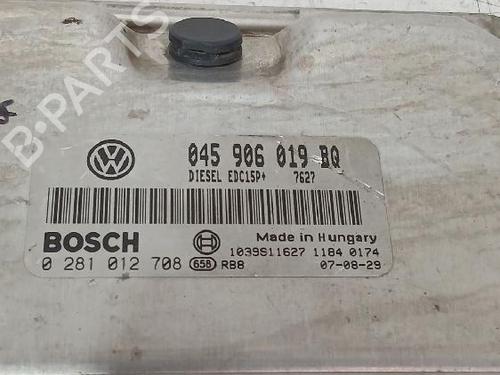 B-PARTS
045 906 019 BQ
DIESEL EDC15P+ 7627
BOSCH
Made in Hungary
1039S11627 1184 0174
0 281 012 708 658 RB8 07-08-29